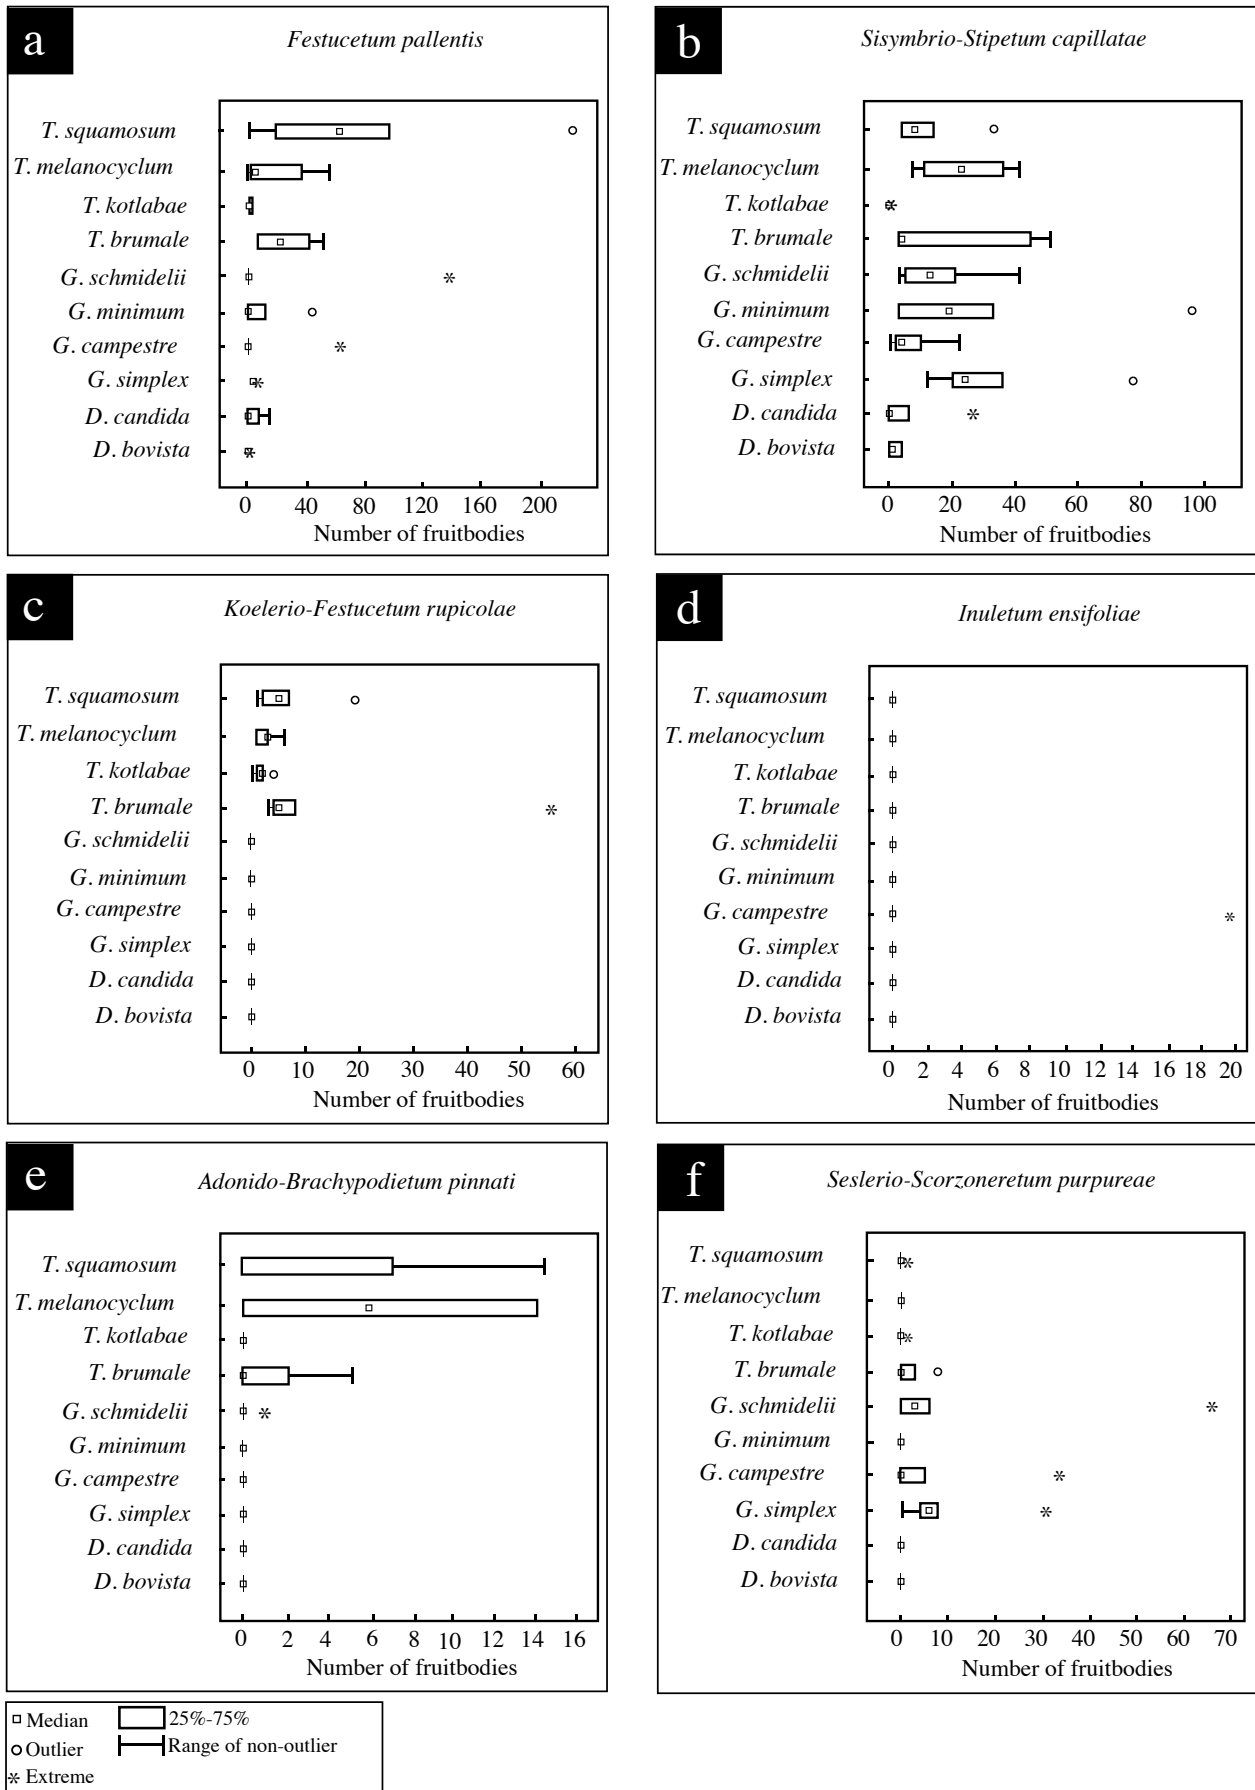 a
Festucetum pallentis
T. squamosum
T. melanocyclum
T. kotlabae
T. brumale
G. schmidelii
G. minimum
G. campestre
G. simplex
D. candida
D. bovista
0 40 80 120 160 200
Number of fruitbodies
b
Sisymbrio-Stipetum capillatae
T. squamosum
T. melanocyclum
T. kotlabae
T. brumale
G. schmidelii
G. minimum
G. campestre
G. simplex
D. candida
D. bovista
0 20 40 60 80 100
Number of fruitbodies
c
Koelerio-Festucetum rupicolae
T. squamosum
T. melanocyclum
T. kotlabae
T. brumale
G. schmidelii
G. minimum
G. campestre
G. simplex
D. candida
D. bovista
0 10 20 30 40 50 60
Number of fruitbodies
d
Inuletum ensifoliae
T. squamosum
T. melanocyclum
T. kotlabae
T. brumale
G. schmidelii
G. minimum
G. campestre
G. simplex
D. candida
D. bovista
0 2 4 6 8 10 12 14 16 18 20
Number of fruitbodies
e
Adonido-Brachypodietum pinnati
T. squamosum
T. melanocyclum
T. kotlabae
T. brumale
G. schmidelii
G. minimum
G. campestre
G. simplex
D. candida
D. bovista
0 2 4 6 8 10 12 14 16
Number of fruitbodies
f
Seslerio-Scorzoneretum purpureae
T. squamosum
T. melanocyclum
T. kotlabae
T. brumale
G. schmidelii
G. minimum
G. campestre
G. simplex
D. candida
D. bovista
0 10 20 30 40 50 60 70
Number of fruitbodies
Median 25%-75%
Outlier Range of non-outlier
Extreme